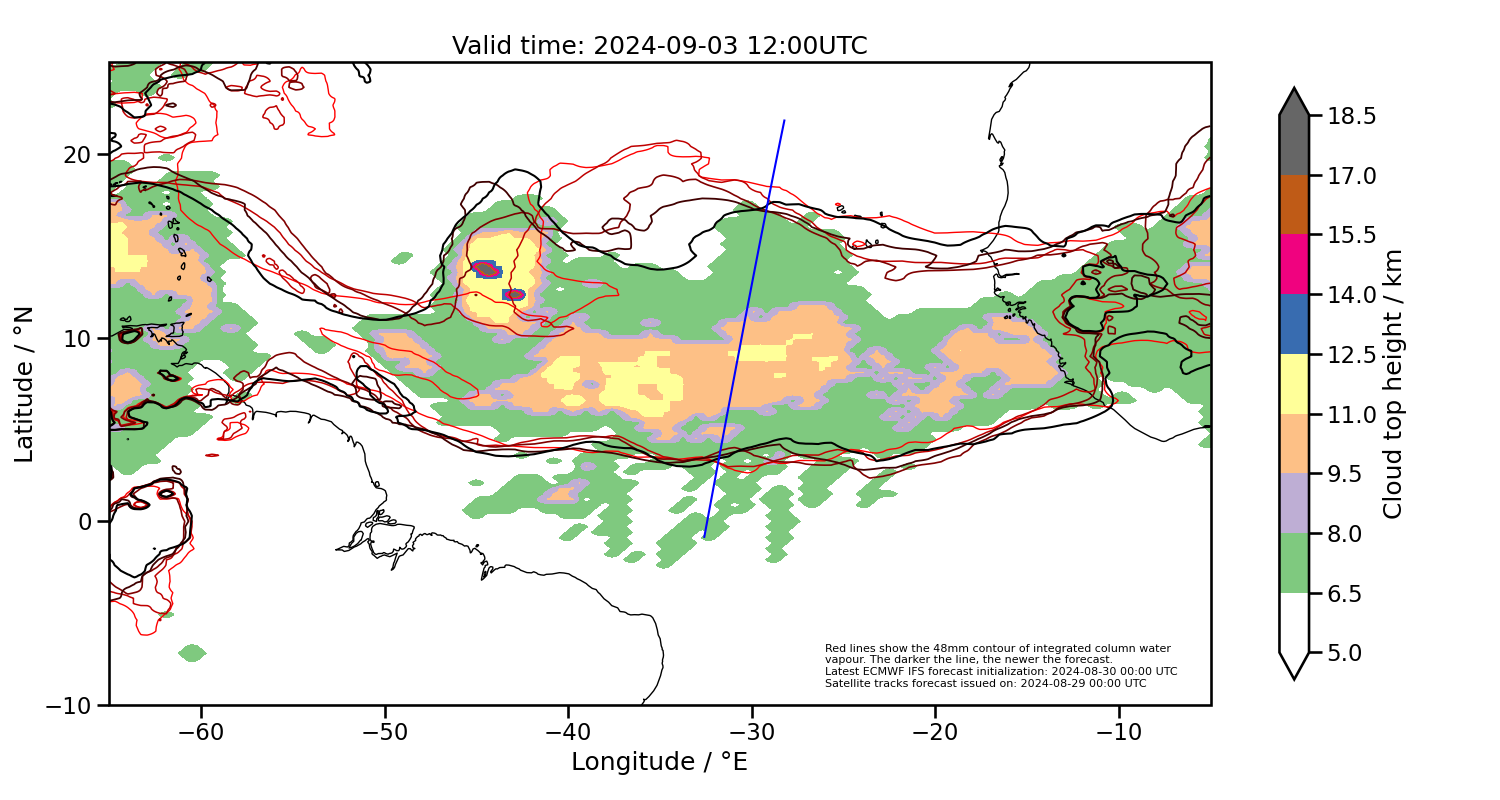 Valid time: 2024-09-03 12:00UTC
20
10
0
−10
Latitude / °N
−60
−50
−40
−30
−20
−10
Longitude / °E
Red lines show the 48mm contour of integrated column water
vapour. The darker the line, the newer the forecast.
Latest ECMWF IFS forecast initialization: 2024-08-30 00:00 UTC
Satellite tracks forecast issued on: 2024-08-29 00:00 UTC
18.5
17.0
15.5
14.0
12.5
11.0
9.5
8.0
6.5
5.0
Cloud top height / km